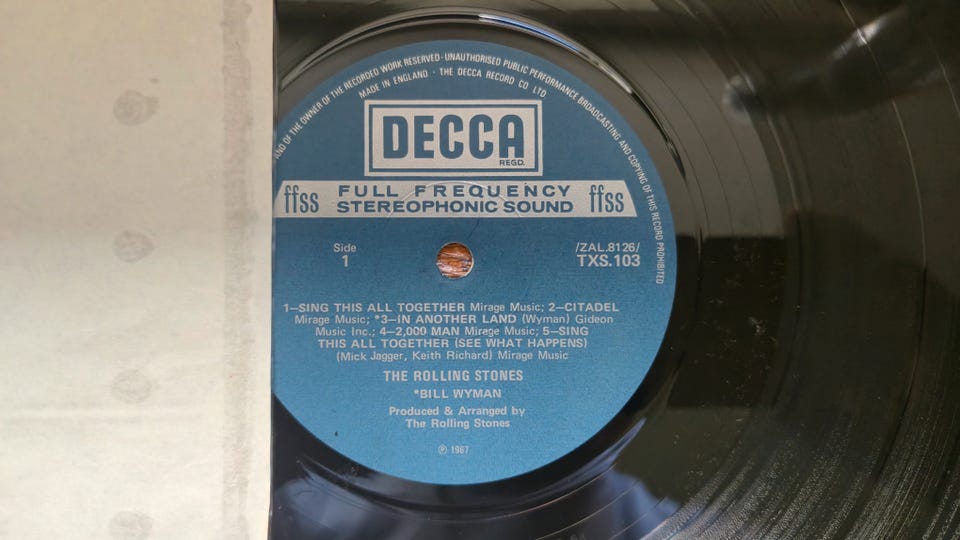 AND OF THE OWNER OF THE RECORDED WORK RESERVED · UNAUTHORISED PUBLIC PERFORMANCE BROADCASTING AND COPYING OF THIS RECORD PROHIBITED
MADE IN ENGLAND · THE DECCA RECORD CO LTD
DECCA
REGD.
ffss FULL FREQUENCY ffss
STEREOPHONIC SOUND
Side /ZAL.8126/
1 TXS.103
1—SING THIS ALL TOGETHER Mirage Music; 2—CITADEL
Mirage Music; *3—IN ANOTHER LAND (Wyman) Gideon
Music Inc.; 4—2,000 MAN Mirage Music; 5—SING
THIS ALL TOGETHER (SEE WHAT HAPPENS)
(Mick Jagger, Keith Richard) Mirage Music
THE ROLLING STONES
*BILL WYMAN
Produced & Arranged by
The Rolling Stones
℗ 1967